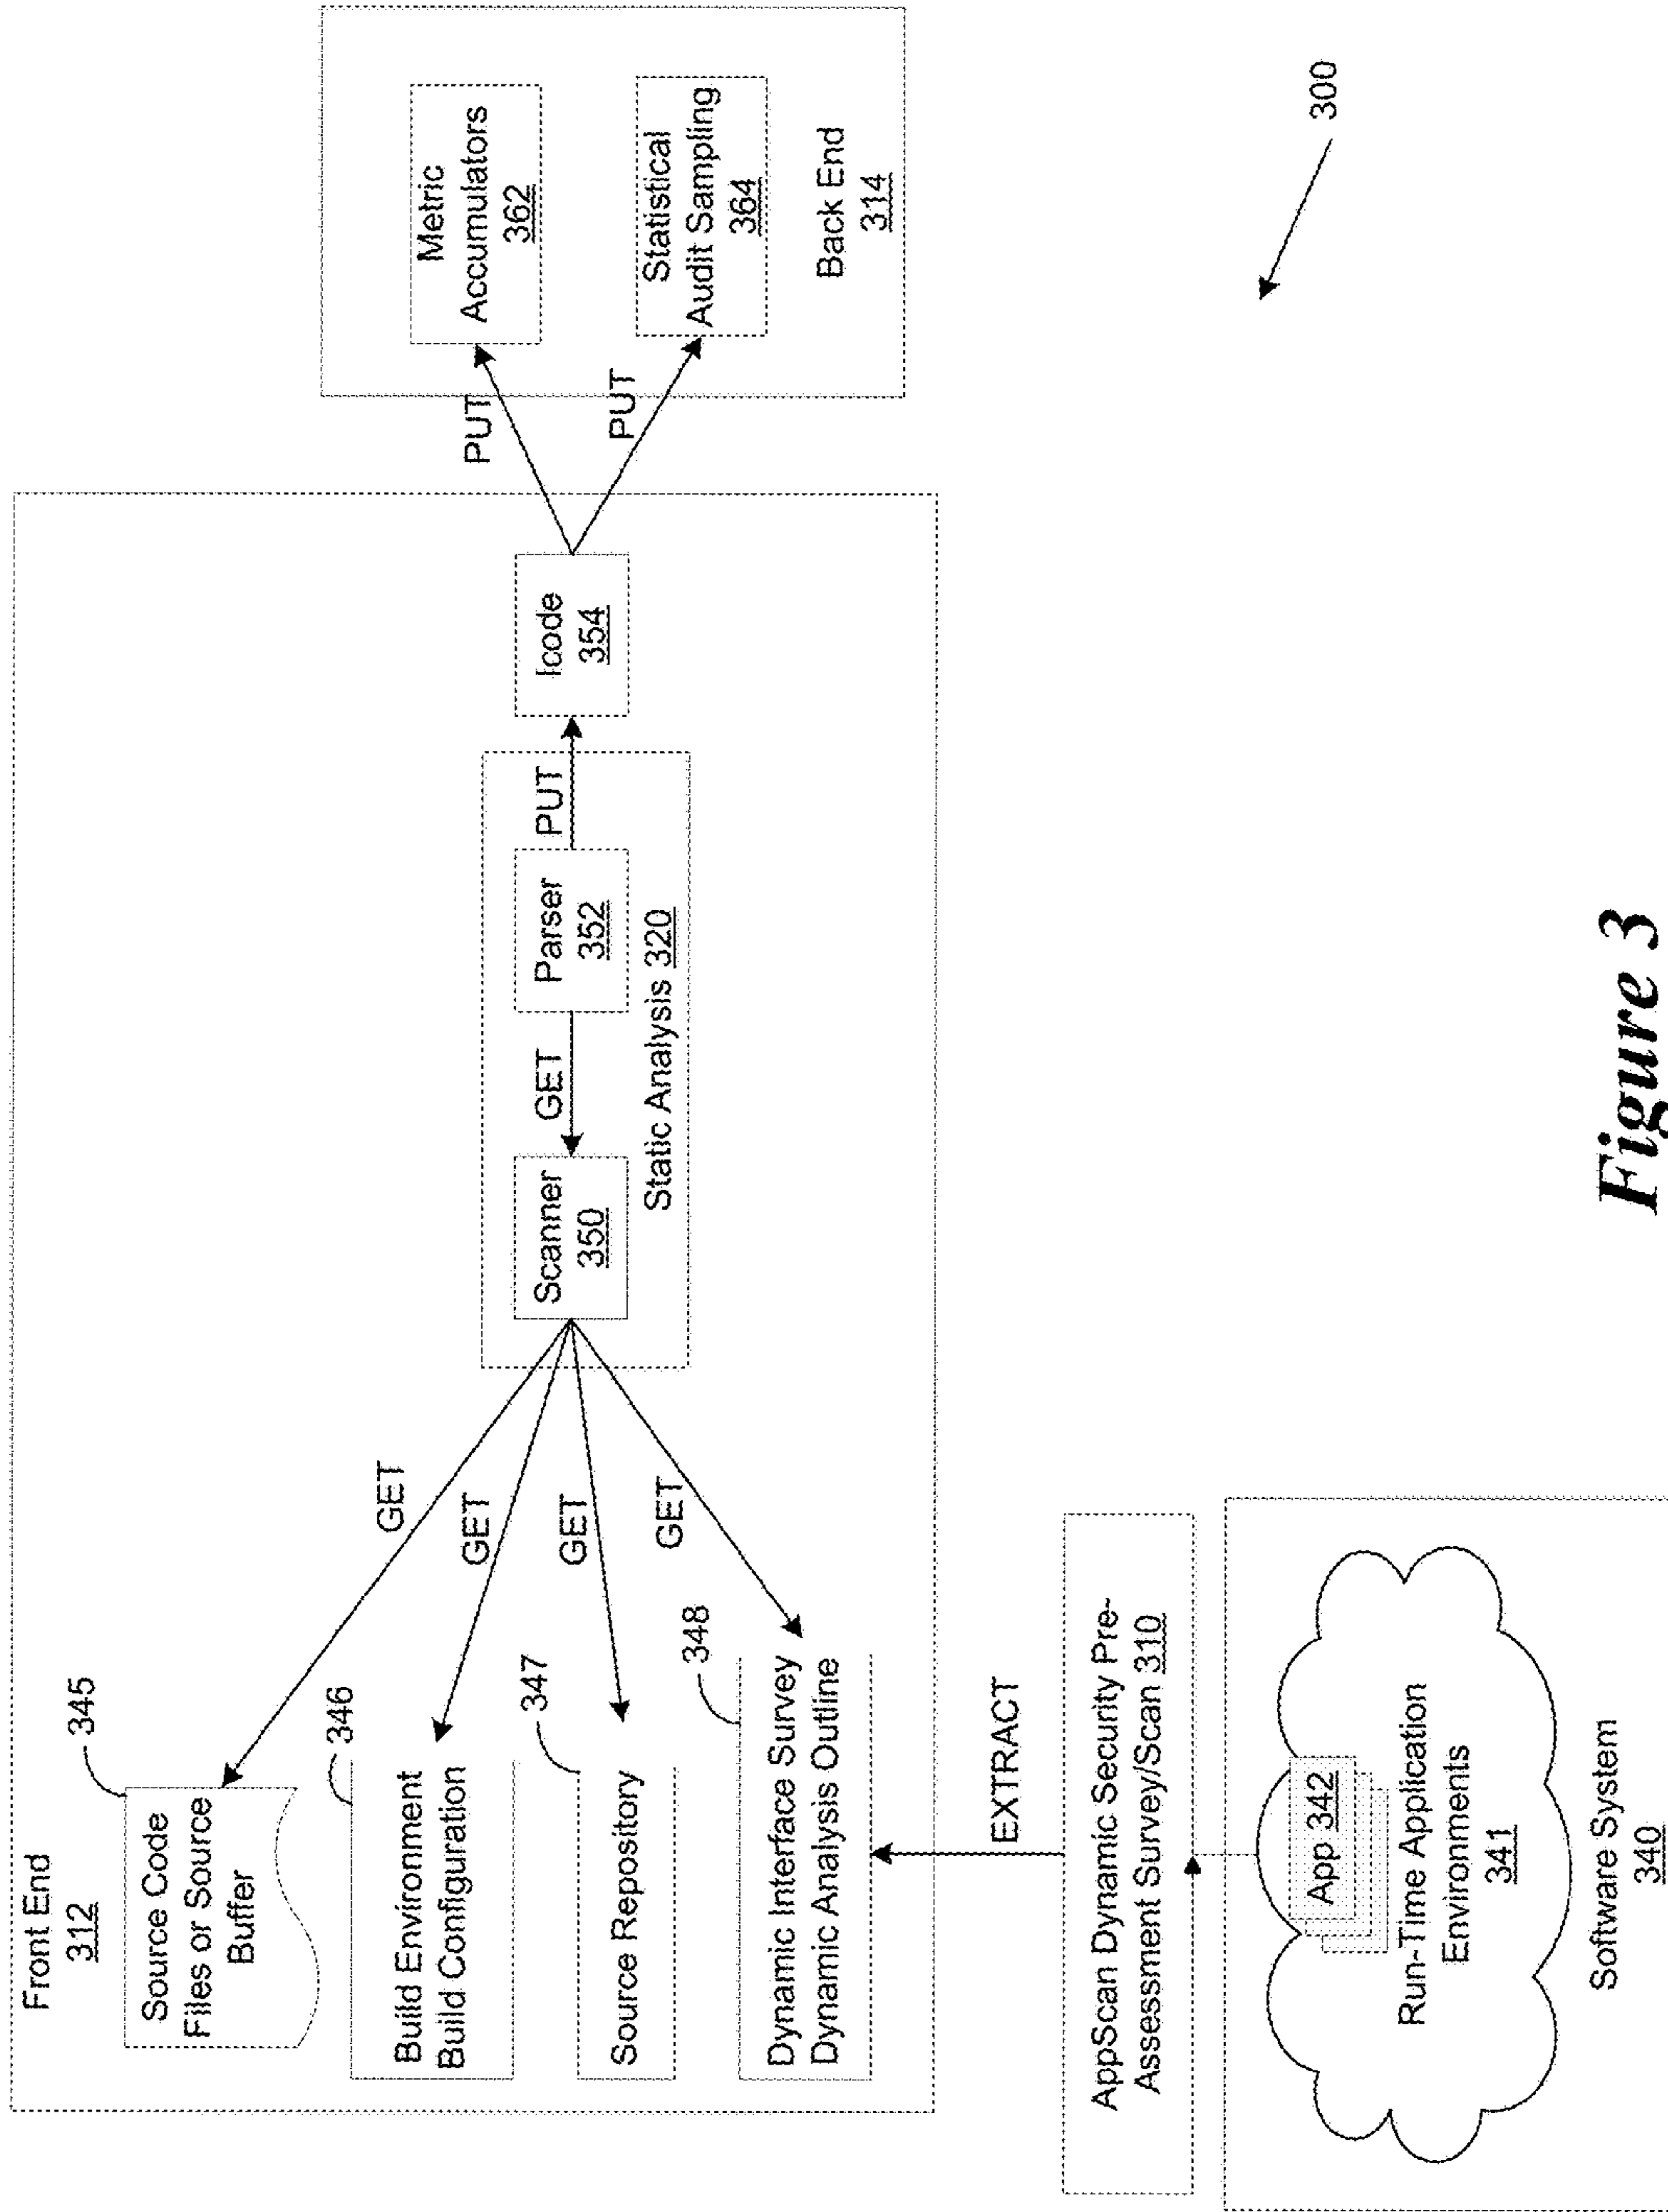 Front End
312
345
Source Code
Files or Source
Buffer
346
Build Environment
Build Configuration
347
Source Repository
348
Dynamic Interface Survey
Dynamic Analysis Outline
GET
GET
GET
GET
Scanner
350
GET
Parser
352
PUT
Static Analysis 320
Icode
354
PUT
PUT
Metric
Accumulators
362
Statistical
Audit Sampling
364
Back End
314
EXTRACT
AppScan Dynamic Security Pre-
Assessment Survey/Scan 310
App 342
Run-Time Application
Environments
341
Software System
340
300
Figure 3